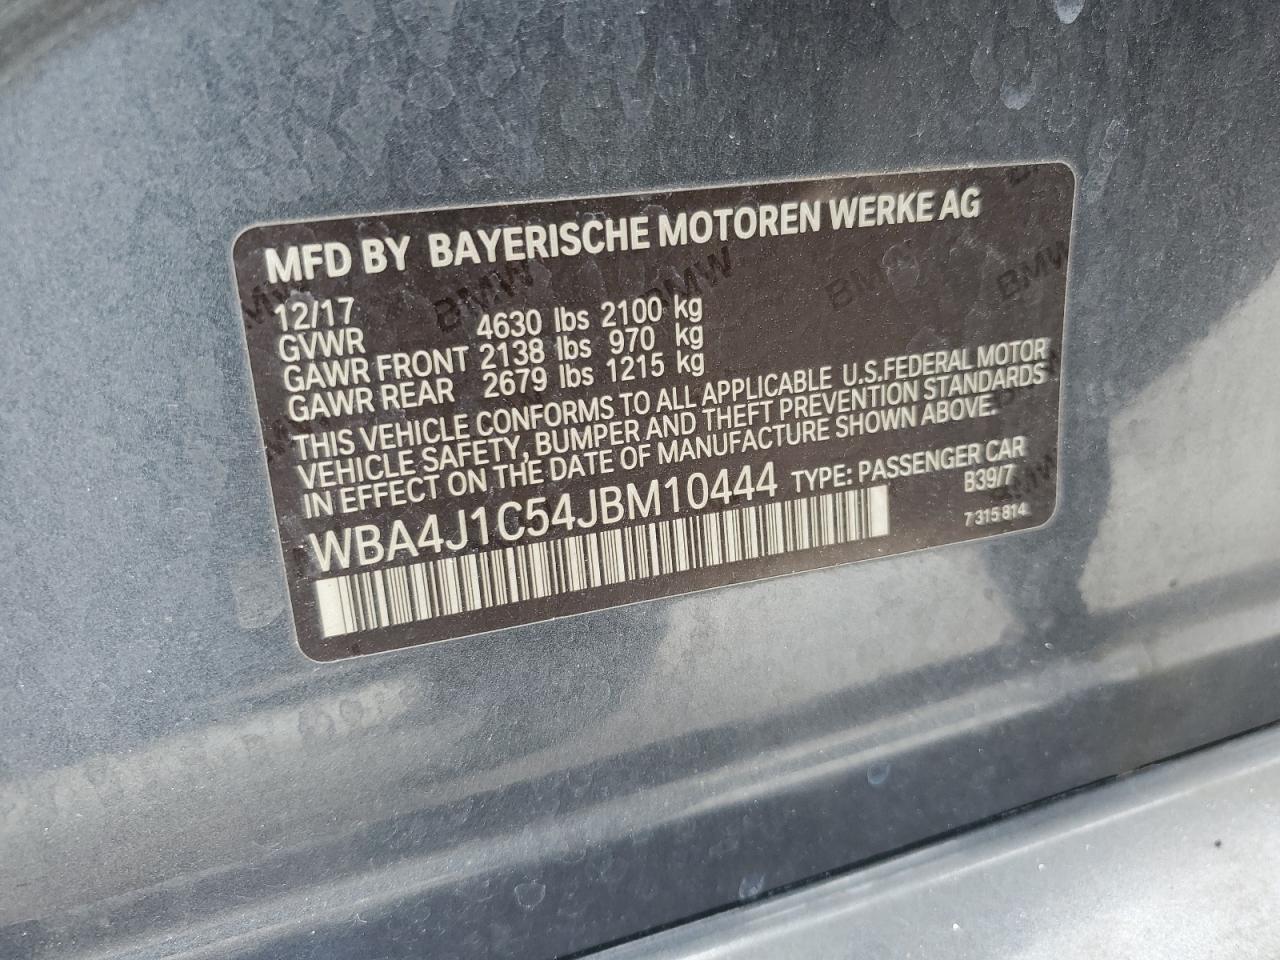 MFD BY BAYERISCHE MOTOREN WERKE AG
12/17
GVWR 4630 lbs 2100 kg
GAWR FRONT 2138 lbs 970 kg
GAWR REAR 2679 lbs 1215 kg
THIS VEHICLE CONFORMS TO ALL APPLICABLE U.S.FEDERAL MOTOR
VEHICLE SAFETY, BUMPER AND THEFT PREVENTION STANDARDS
IN EFFECT ON THE DATE OF MANUFACTURE SHOWN ABOVE.
WBA4J1C54JBM10444 TYPE: PASSENGER CAR
B39/7
7 315 814